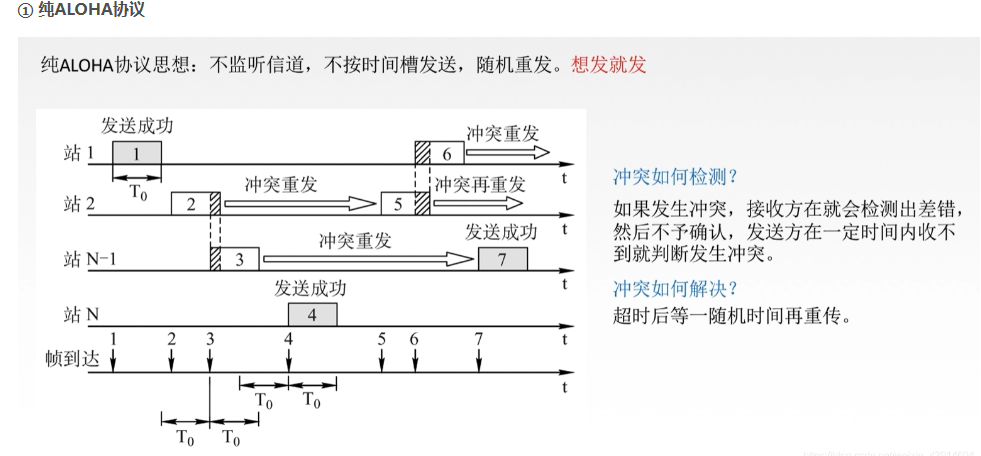 ① 纯ALOHA协议
纯ALOHA协议思想：不监听信道，不按时间槽发送，随机重发。想发就发
发送成功
站 1
1
6
冲突重发
t
T0
站 2
2
冲突重发
5
冲突再重发
t
站 N-1
3
冲突重发
发送成功
7
t
发送成功
站 N
4
t
1 2 3 4 5 6 7
帧到达
t
T0 T0
T0 T0
冲突如何检测？
如果发生冲突，接收方在就会检测出差错，
然后不予确认，发送方在一定时间内收不
到就判断发生冲突。
冲突如何解决？
超时后等一随机时间再重传。